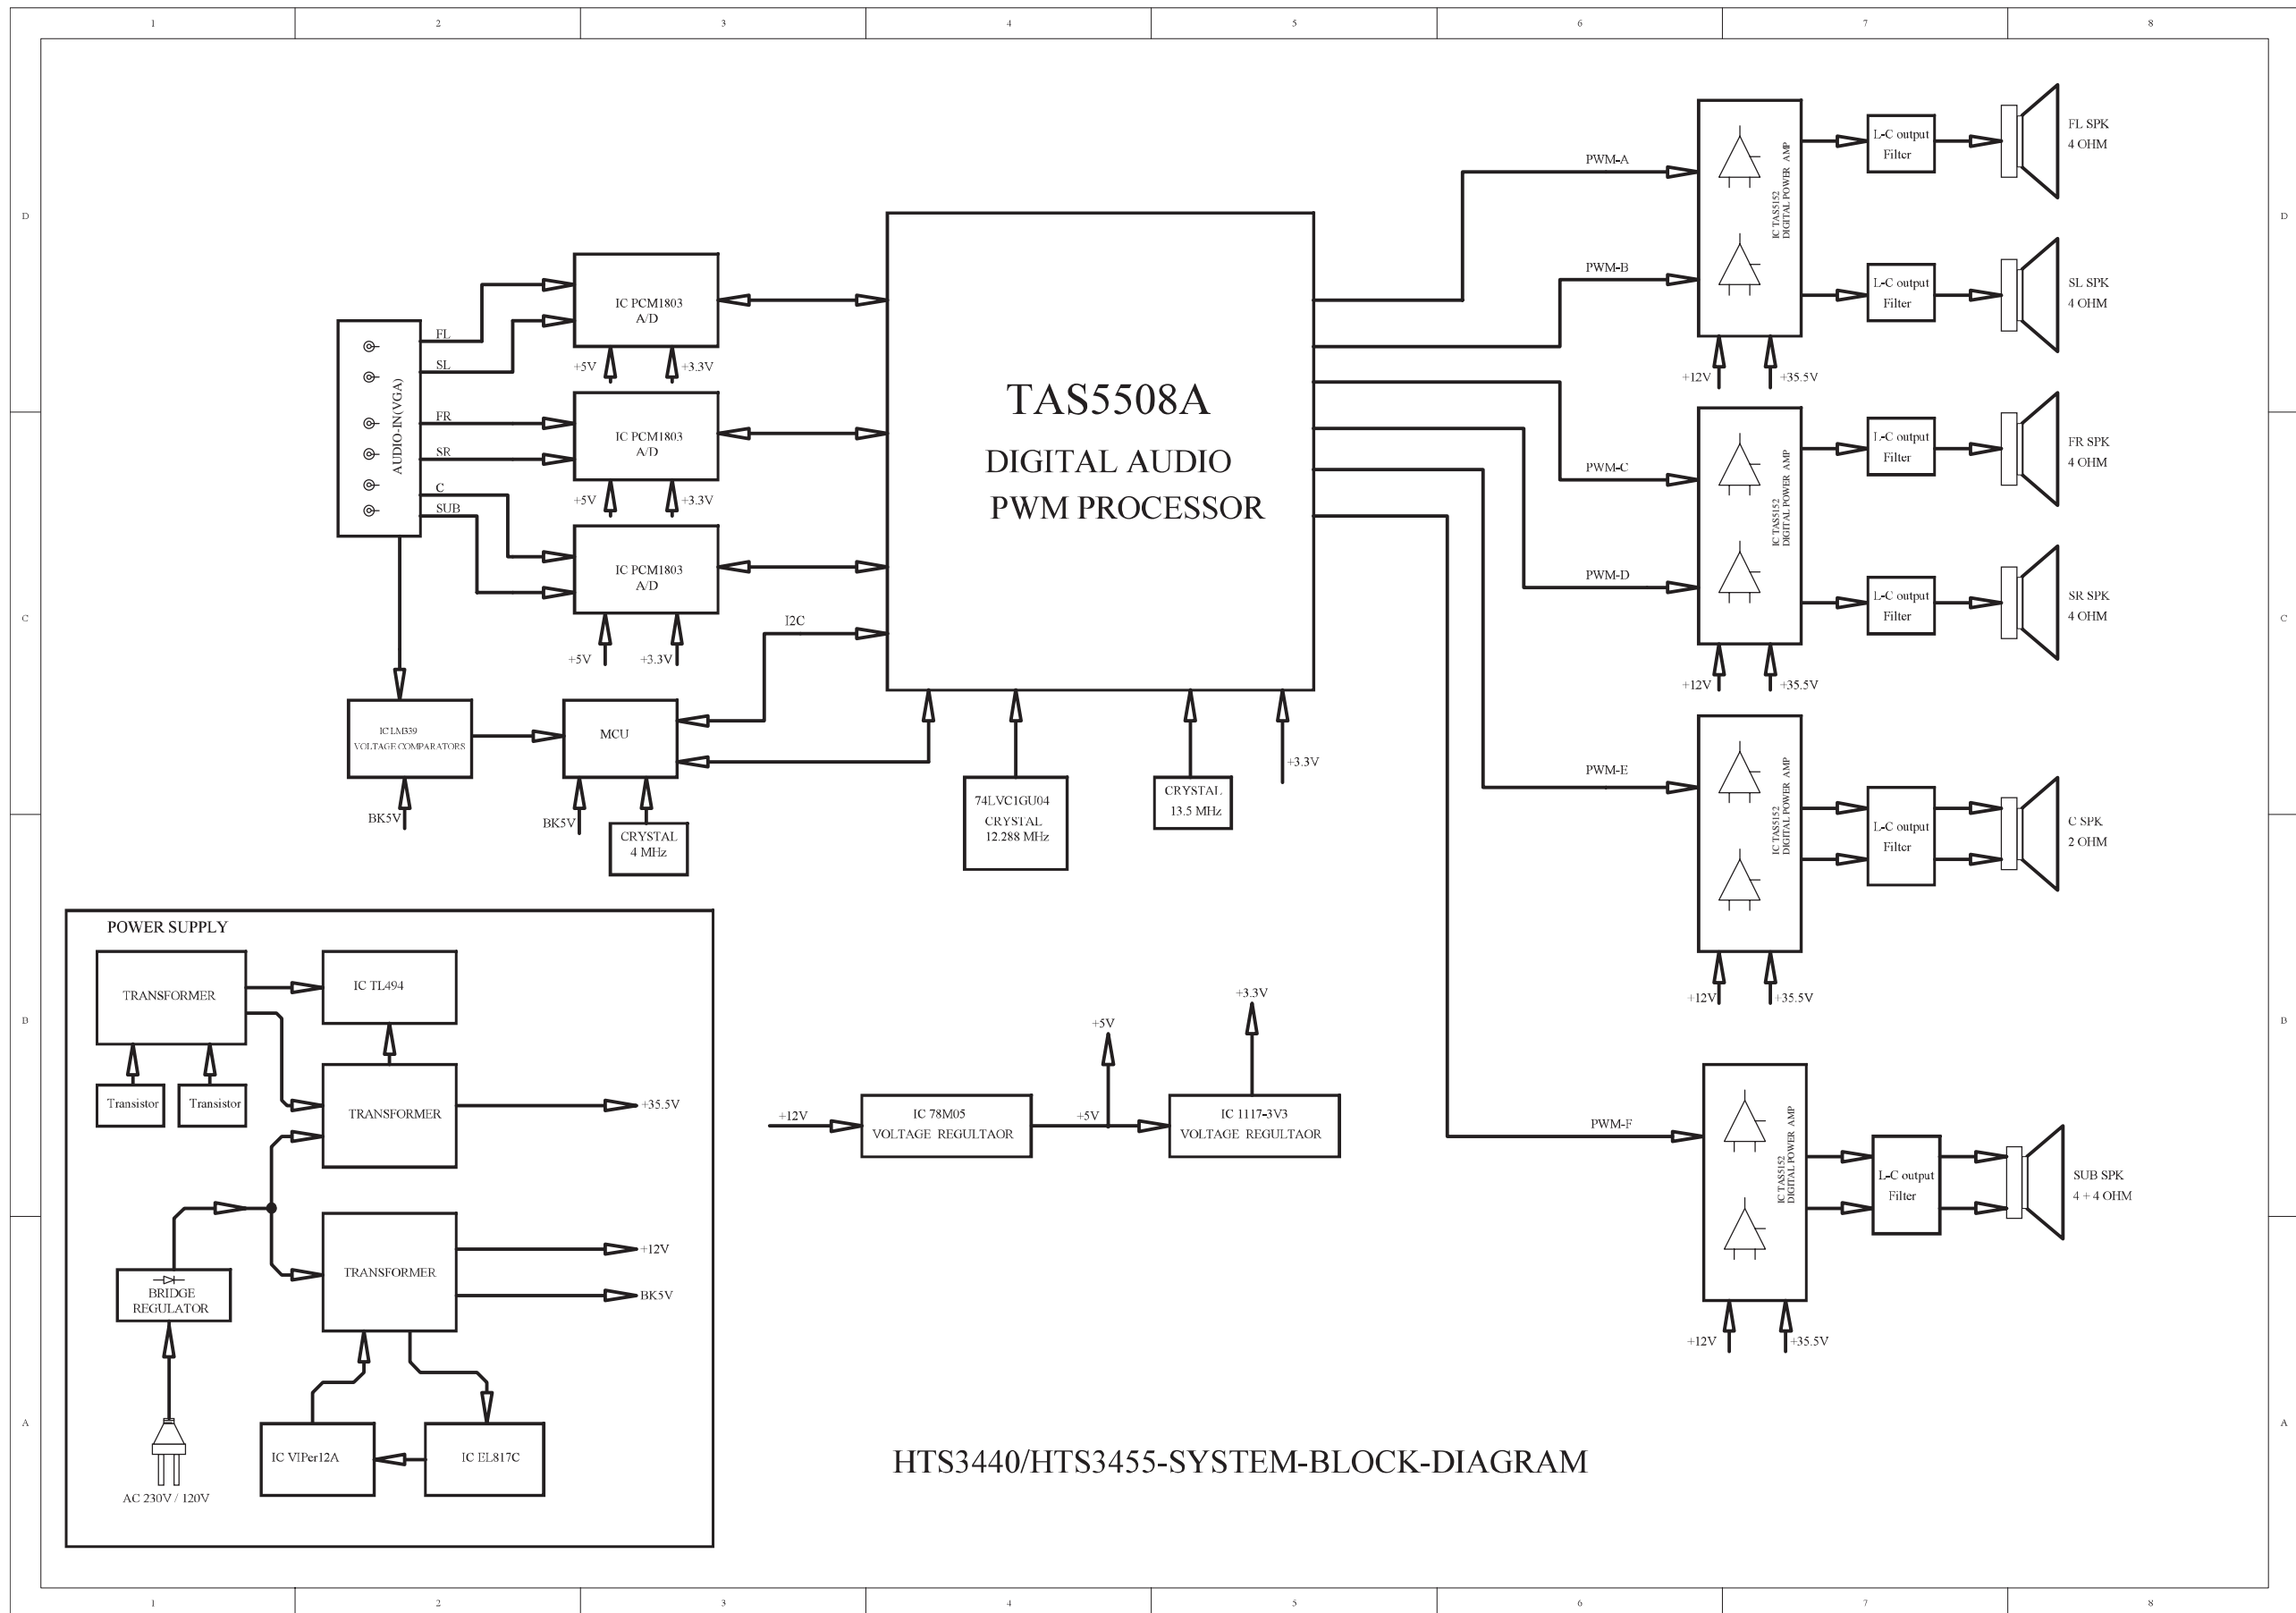 1 2 3 4 5 6 7 8
D
D
C
C
B
B
A
A
AUDIO-IN(VGA)
FL
SL
FR
SR
C
SUB
IC PCM1803
A/D
+5V
+3.3V
IC PCM1803
A/D
+5V
+3.3V
IC PCM1803
A/D
+5V
+3.3V
IC LM339
VOLTAGE COMPARATORS
BK5V
MCU
BK5V
CRYSTAL
4 MHz
I2C
TAS5508A
DIGITAL AUDIO
PWM PROCESSOR
74LVC1GU04
CRYSTAL
12.288 MHz
CRYSTAL
13.5 MHz
+3.3V
PWM-A
PWM-B
IC TAS5152
DIGITAL POWER AMP
+12V
+35.5V
L-C output
Filter
FL SPK
4 OHM
L-C output
Filter
SL SPK
4 OHM
PWM-C
PWM-D
IC TAS5152
DIGITAL POWER AMP
+12V
+35.5V
L-C output
Filter
FR SPK
4 OHM
L-C output
Filter
SR SPK
4 OHM
PWM-E
IC TAS5152
DIGITAL POWER AMP
+12V
+35.5V
L-C output
Filter
C SPK
2 OHM
PWM-F
IC TAS5152
DIGITAL POWER AMP
+12V
+35.5V
L-C output
Filter
SUB SPK
4 + 4 OHM
POWER SUPPLY
TRANSFORMER
IC TL494
Transistor
Transistor
TRANSFORMER
+35.5V
TRANSFORMER
+12V
BK5V
BRIDGE
REGULATOR
IC VIPer12A
IC EL817C
AC 230V / 120V
+12V
IC 78M05
VOLTAGE REGULTAOR
+5V
+5V
IC 1117-3V3
VOLTAGE REGULTAOR
+3.3V
HTS3440/HTS3455-SYSTEM-BLOCK-DIAGRAM
1 2 3 4 5 6 7 8